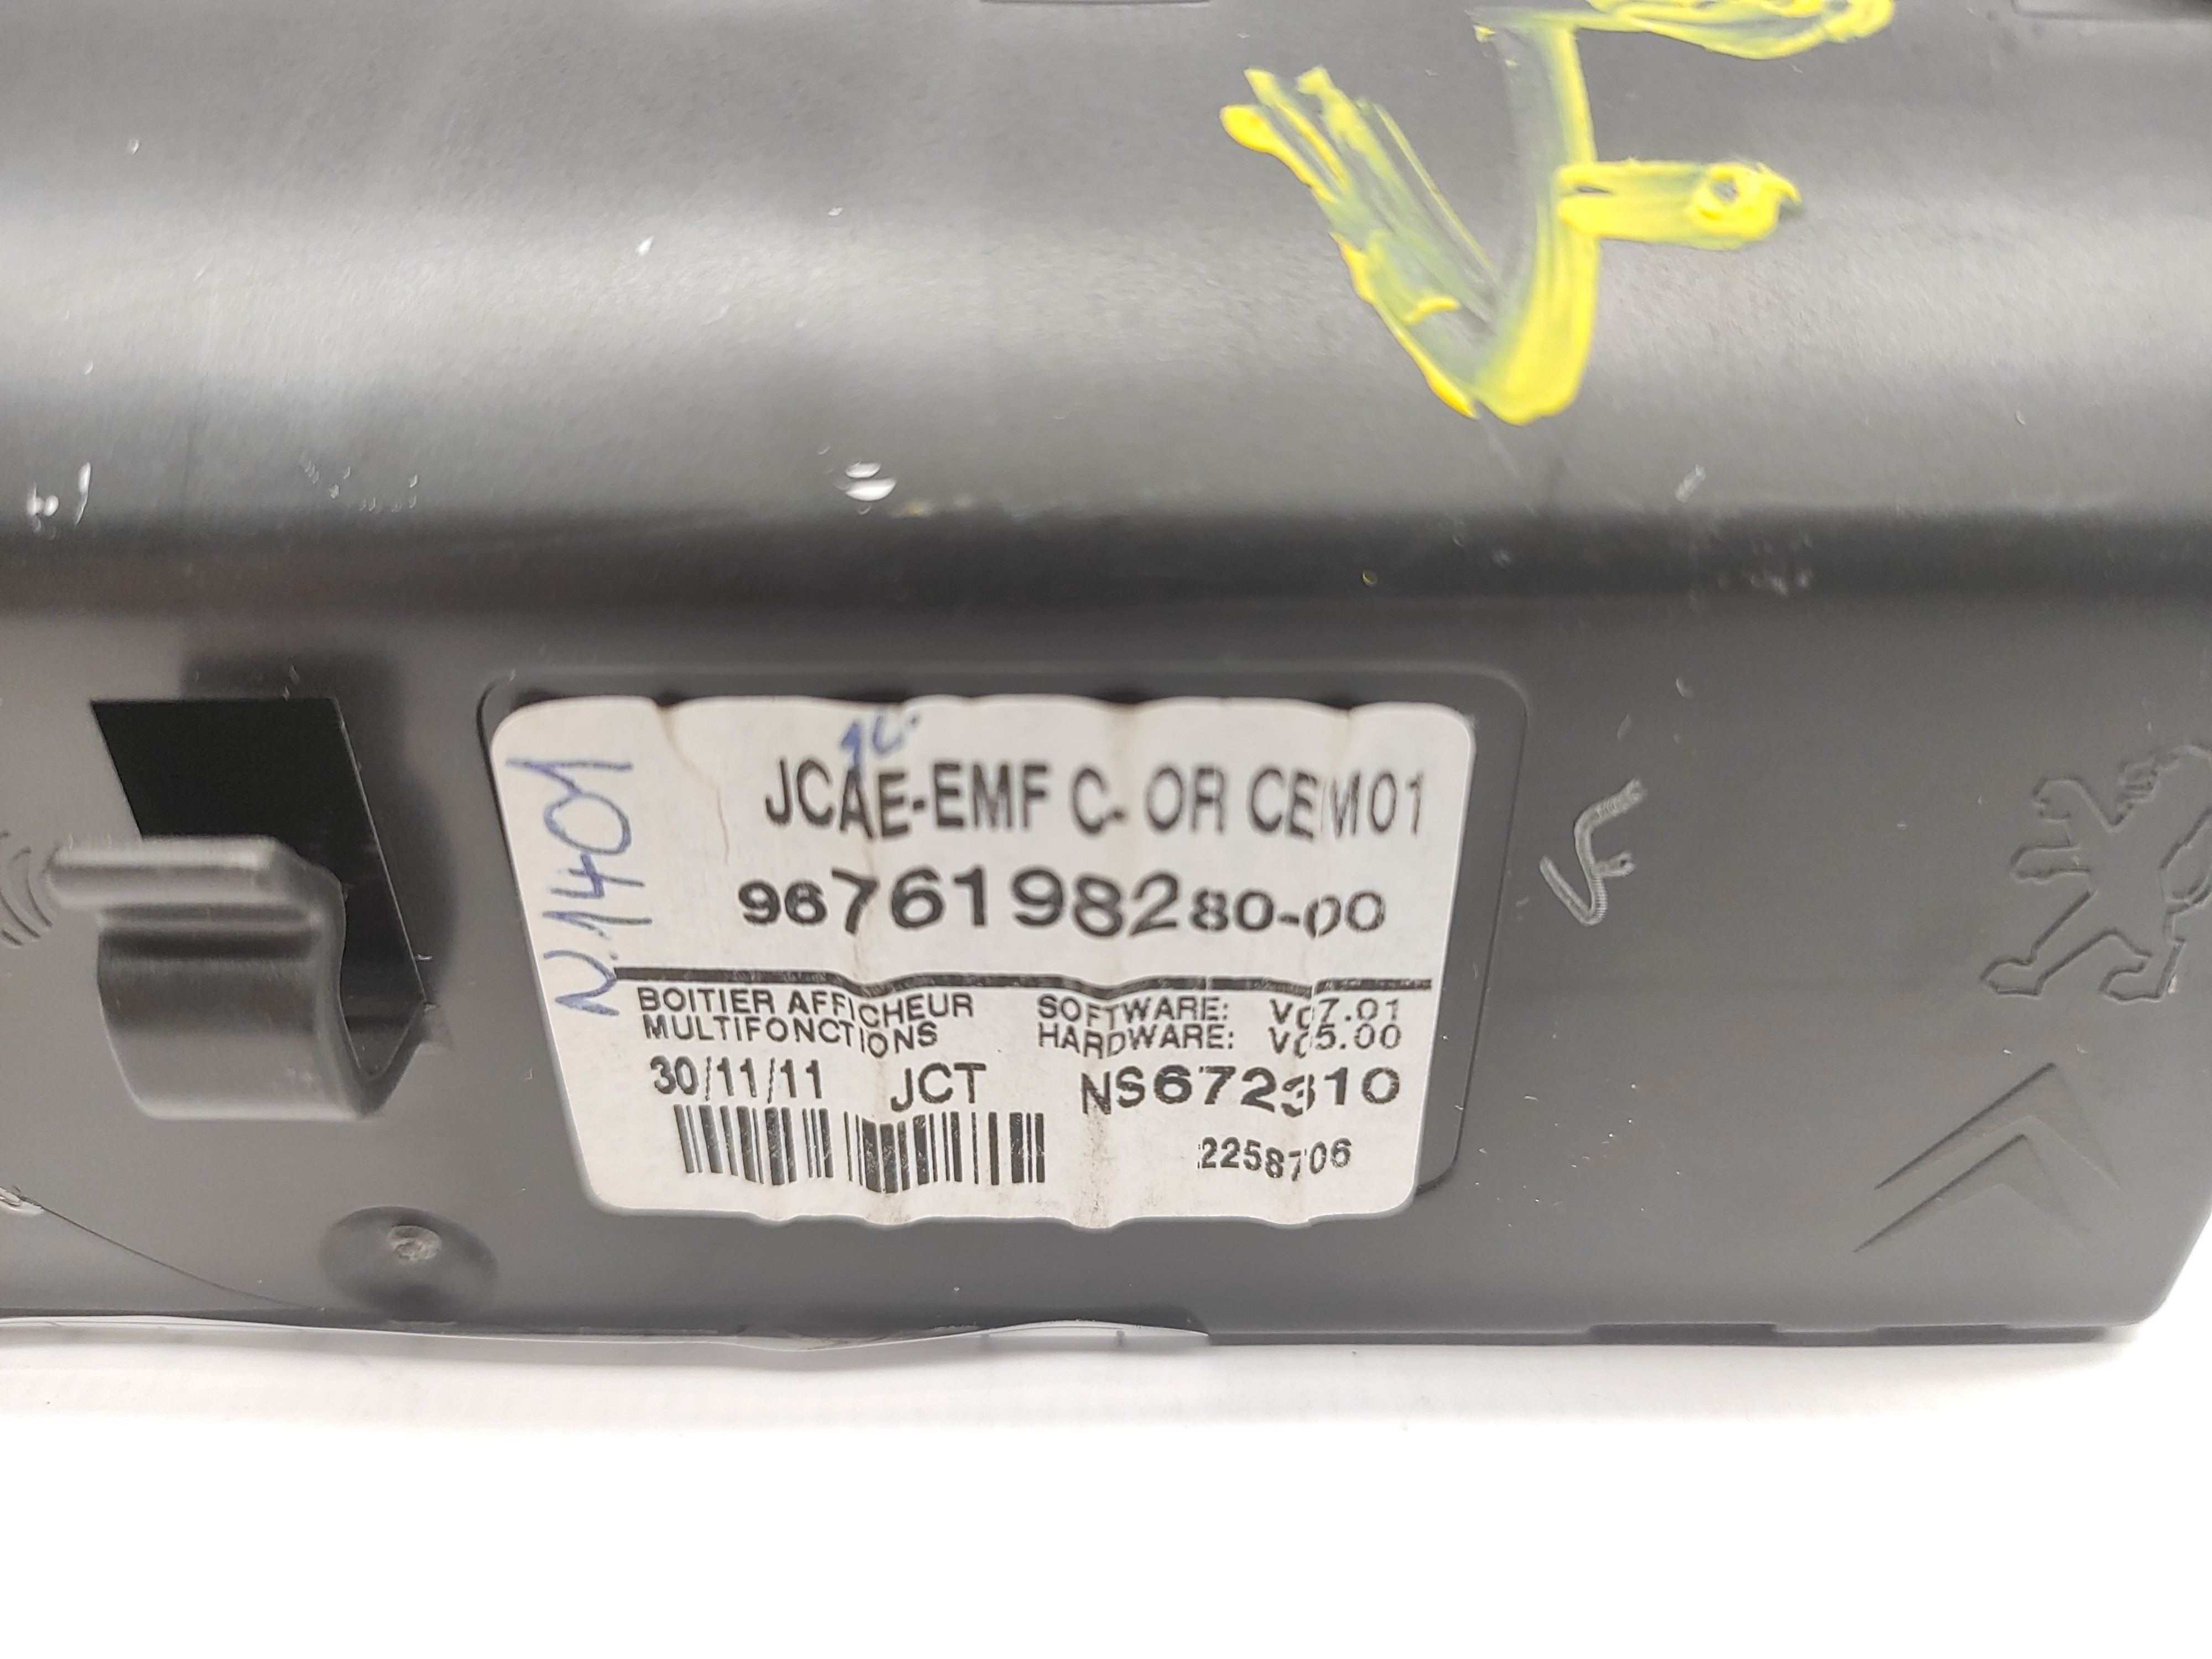 VF
JCAE-EMF C- OR CEM01
9676198280-00
N.1401
BOITIER AFFICHEUR
MULTIFONCTIONS
SOFTWARE: V07.01
HARDWARE: V05.00
30/11/11 JCT NS672310
2258706